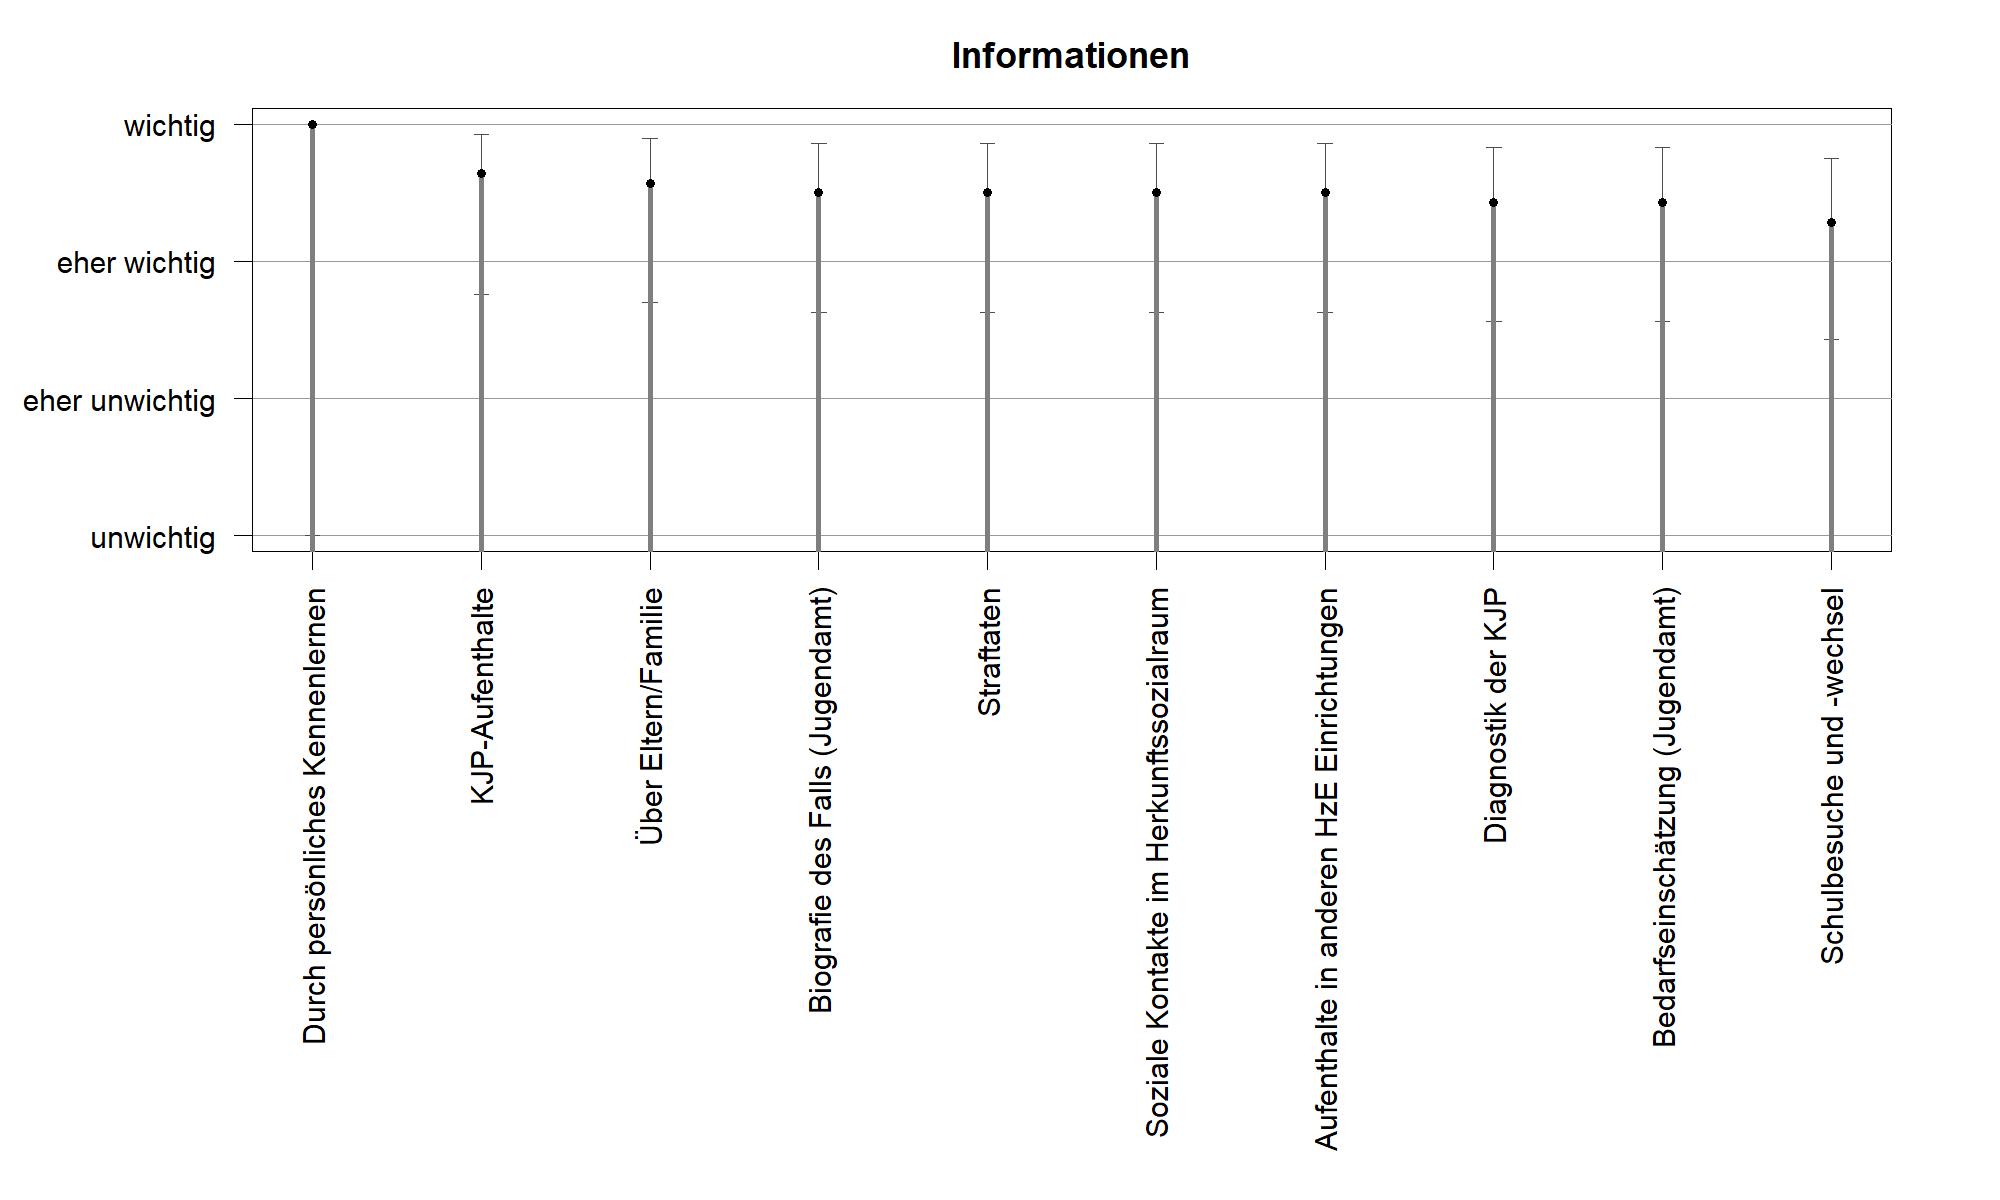 Informationen
wichtig
eher wichtig
eher unwichtig
unwichtig
Durch persönliches Kennenlernen
KJP-Aufenthalte
Über Eltern/Familie
Biografie des Falls (Jugendamt)
Straftaten
Soziale Kontakte im Herkunftssozialraum
Aufenthalte in anderen HzE Einrichtungen
Diagnostik der KJP
Bedarfseinschätzung (Jugendamt)
Schulbesuche und -wechsel